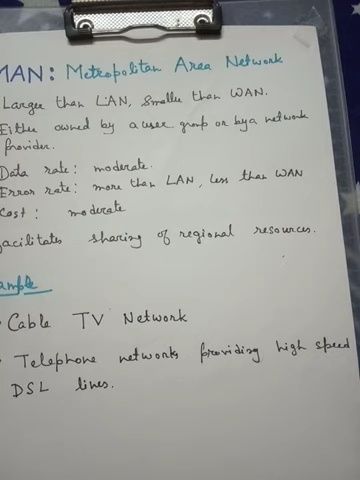 MAN: Metropolitan Area Network
Larger than LAN, Smaller than WAN.
Either owned by a user group or by a network
provider.
Data rate: moderate.
Error rate: more than LAN, less than WAN
Cost: moderate
facilitates sharing of regional resources.
ample
Cable TV Network
Telephone networks providing high speed
DSL lines.